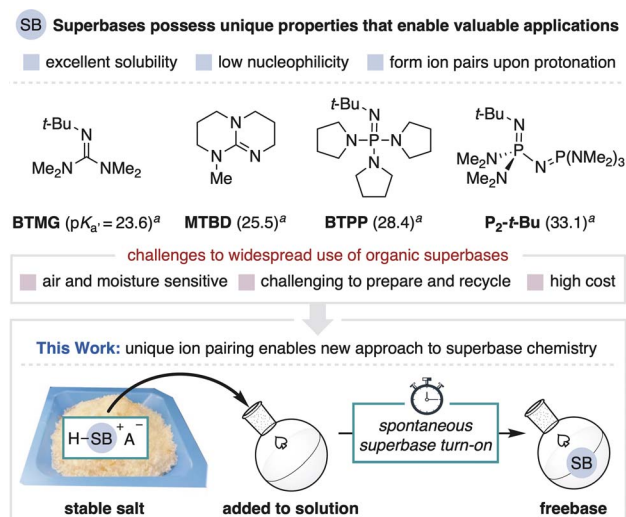 SB Superbases possess unique properties that enable valuable applications
excellent solubility low nucleophilicity form ion pairs upon protonation
t-Bu N Me2N NMe2
N N N Me
t-Bu N N P N N
t-Bu N Me2N P Me2N N P(NMe2)3
BTMG (pKa' = 23.6)a MTBD (25.5)a BTPP (28.4)a P2-t-Bu (33.1)a
challenges to widespread use of organic superbases
air and moisture sensitive challenging to prepare and recycle high cost
This Work: unique ion pairing enables new approach to superbase chemistry
H–SB + A –
spontaneous
superbase turn-on
SB
stable salt added to solution freebase